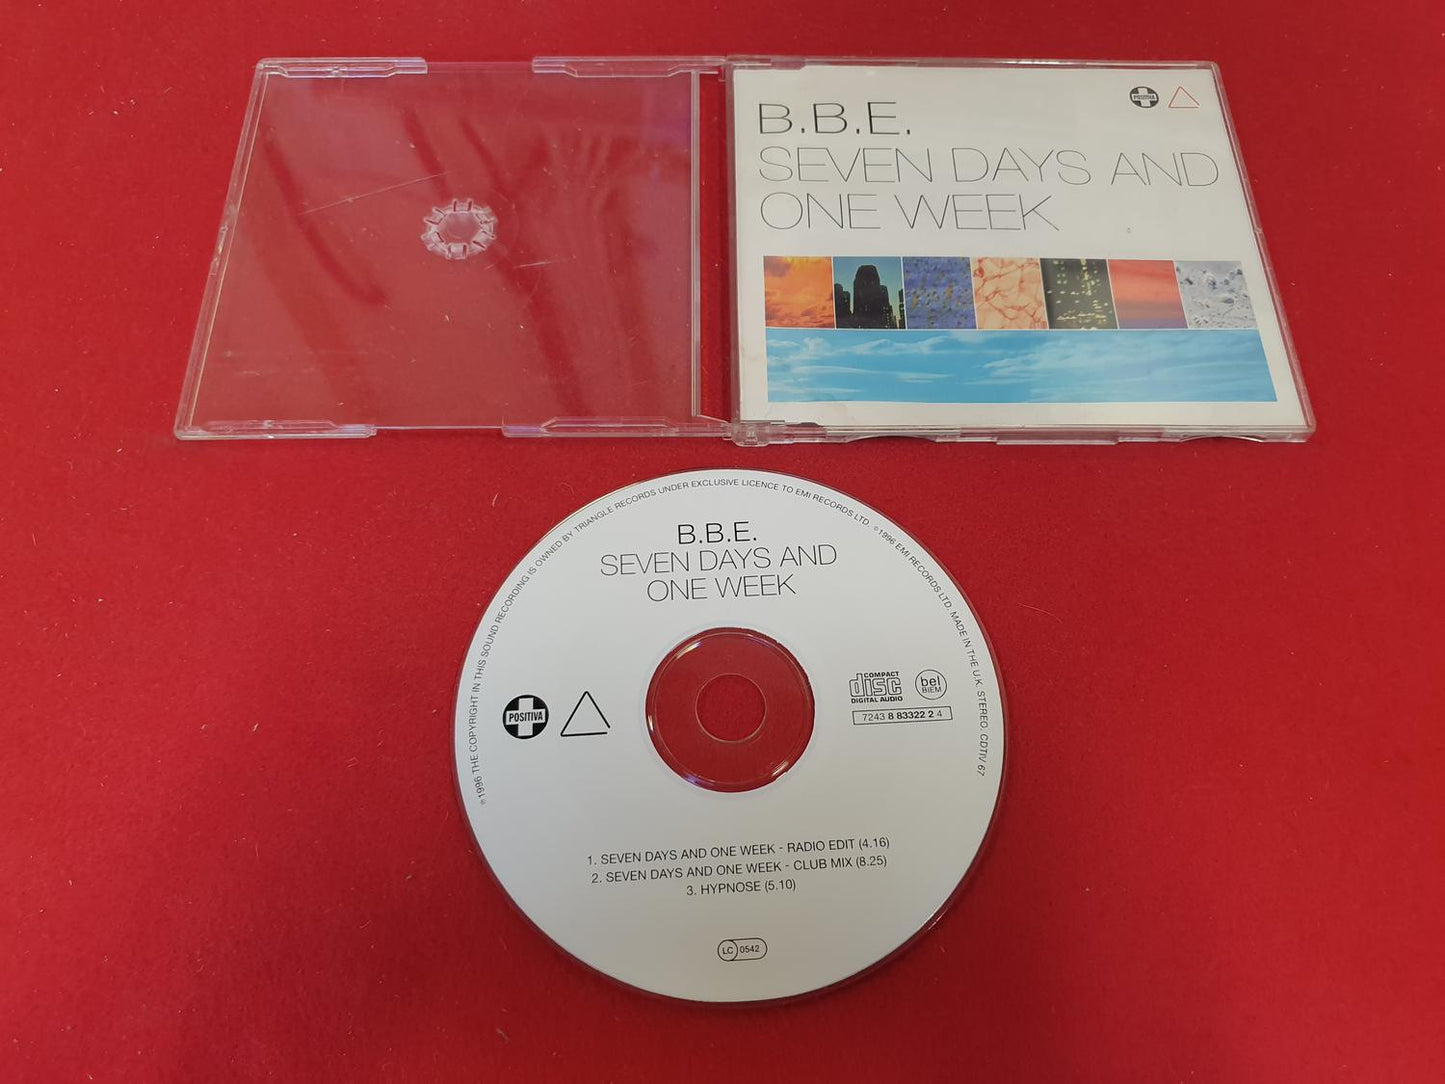 B.B.E.
SEVEN DAYS AND
ONE WEEK
POSITIVA
℗ 1996 THE COPYRIGHT IN THIS SOUND RECORDING IS OWNED BY TRIANGLE RECORDS UNDER EXCLUSIVE LICENCE TO EMI RECORDS LTD. © 1996 EMI RECORDS LTD. MADE IN THE U.K. STEREO. CDTIV 67
B.B.E.
SEVEN DAYS AND
ONE WEEK
POSITIVA
COMPACT
disc
DIGITAL AUDIO
bel
BIEM
7243 8 83322 2 4
1. SEVEN DAYS AND ONE WEEK - RADIO EDIT (4.16)
2. SEVEN DAYS AND ONE WEEK - CLUB MIX (8.25)
3. HYPNOSE (5.10)
LC 0542